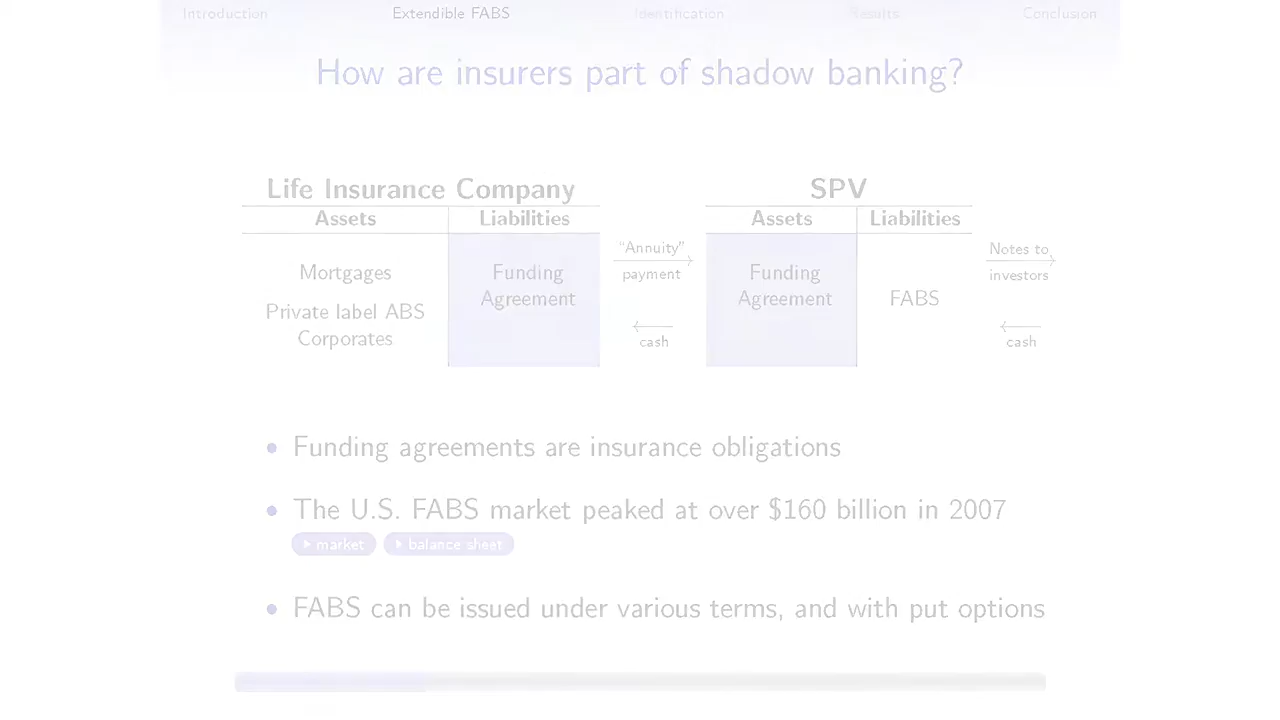 Introduction Extendible FABS Identification Results Conclusion
How are insurers part of shadow banking?
Life Insurance Company SPV
Assets Liabilities Assets Liabilities
Mortgages
Private label ABS
Corporates
Funding
Agreement
"Annuity"
payment
cash
Funding
Agreement
FABS
Notes to
investors
cash
• Funding agreements are insurance obligations
• The U.S. FABS market peaked at over $160 billion in 2007
market balance sheet
• FABS can be issued under various terms, and with put options